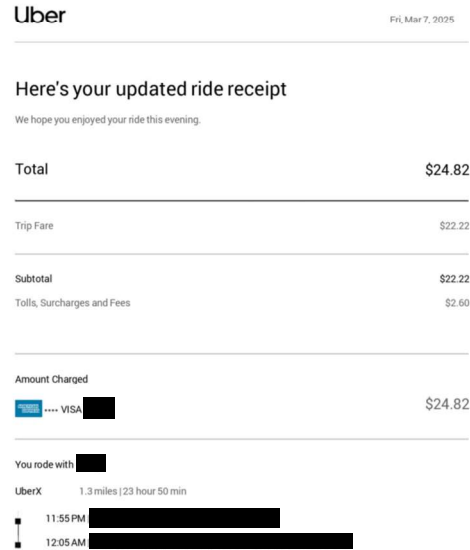 Uber
Fri, Mar 7, 2025
Here's your updated ride receipt
We hope you enjoyed your ride this evening.
Total $24.82
Trip Fare $22.22
Subtotal $22.22
Tolls, Surcharges and Fees $2.60
Amount Charged
•••• VISA $24.82
You rode with
UberX 1.3 miles | 23 hour 50 min
11:55 PM |
12:05 AM |